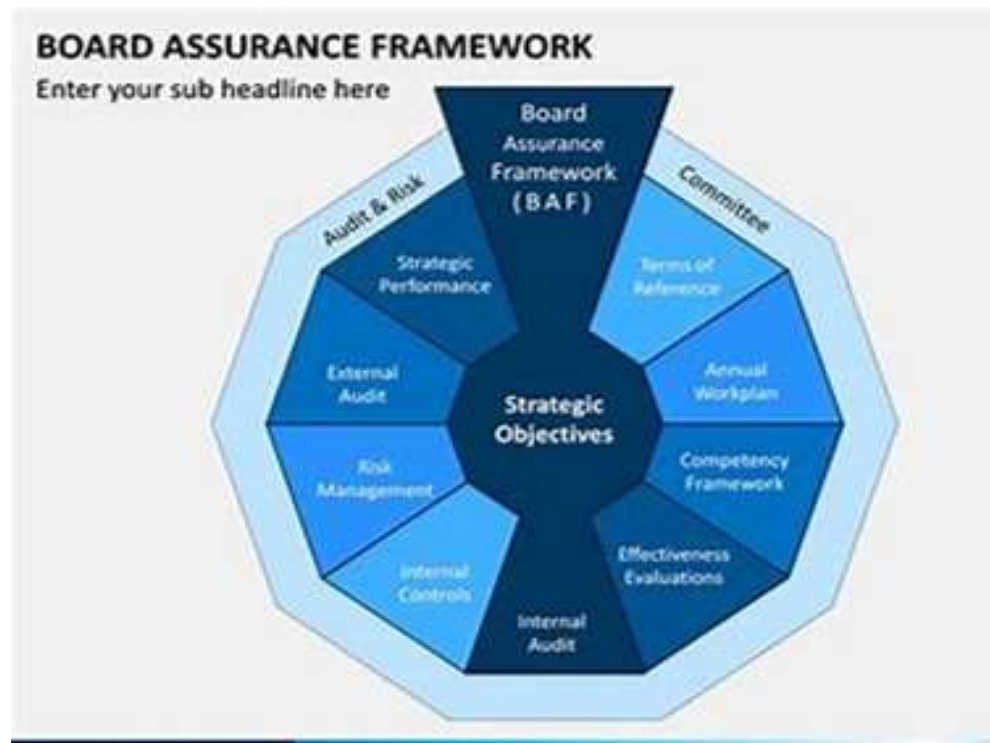 BOARD ASSURANCE FRAMEWORK
Enter your sub headline here
Board
Assurance
Framework
(BAF)
Audit & Risk
Committee
Strategic
Performance
Terms of
Reference
External
Audit
Annual
Workplan
Strategic
Objectives
Risk
Management
Competency
Framework
Internal
Controls
Effectiveness
Evaluations
Internal
Audit